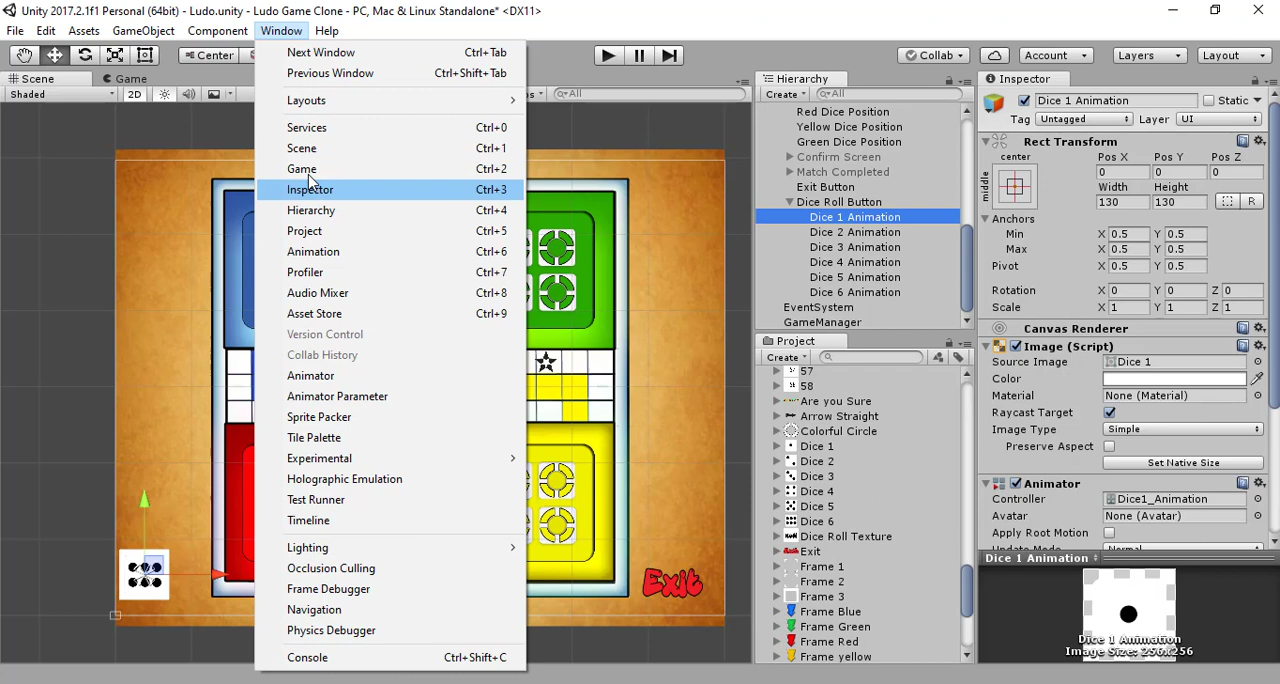 Unity 2017.2.1f1 Personal (64bit) - Ludo.unity - Ludo Game Clone - PC, Mac & Linux Standalone* <DX11>
File Edit Assets GameObject Component Window Help
Center
Collab
Account
Layers
Layout
Scene
Game
Shaded
2D
All
Next Window Ctrl+Tab
Previous Window Ctrl+Shift+Tab
Layouts
Services Ctrl+0
Scene Ctrl+1
Game Ctrl+2
Inspector Ctrl+3
Hierarchy Ctrl+4
Project Ctrl+5
Animation Ctrl+6
Profiler Ctrl+7
Audio Mixer Ctrl+8
Asset Store Ctrl+9
Version Control
Collab History
Animator
Animator Parameter
Sprite Packer
Tile Palette
Experimental
Holographic Emulation
Test Runner
Timeline
Lighting
Occlusion Culling
Frame Debugger
Navigation
Physics Debugger
Console Ctrl+Shift+C
Exit
Hierarchy
Create
All
Red Dice Position
Yellow Dice Position
Green Dice Position
Confirm Screen
Match Completed
Exit Button
Dice Roll Button
Dice 1 Animation
Dice 2 Animation
Dice 3 Animation
Dice 4 Animation
Dice 5 Animation
Dice 6 Animation
EventSystem
GameManager
Project
Create
57
58
Are you Sure
Arrow Straight
Colorful Circle
Dice 1
Dice 2
Dice 3
Dice 4
Dice 5
Dice 6
Dice Roll Texture
Exit
Frame 1
Frame 2
Frame 3
Frame Blue
Frame Green
Frame Red
Frame yellow
Inspector
Dice 1 Animation Static
Tag Untagged Layer UI
Rect Transform
center Pos X Pos Y Pos Z
middle
0 0 0
Width Height
130 130 R
Anchors
Min X 0.5 Y 0.5
Max X 0.5 Y 0.5
Pivot X 0.5 Y 0.5
Rotation X 0 Y 0 Z 0
Scale X 1 Y 1 Z 1
Canvas Renderer
Image (Script)
Source Image Dice 1
Color
Material None (Material)
Raycast Target
Image Type Simple
Preserve Aspect
Set Native Size
Animator
Controller Dice1_Animation
Avatar None (Avatar)
Apply Root Motion
Dice 1 Animation
Dice 1 Animation
Image Size: 256x256